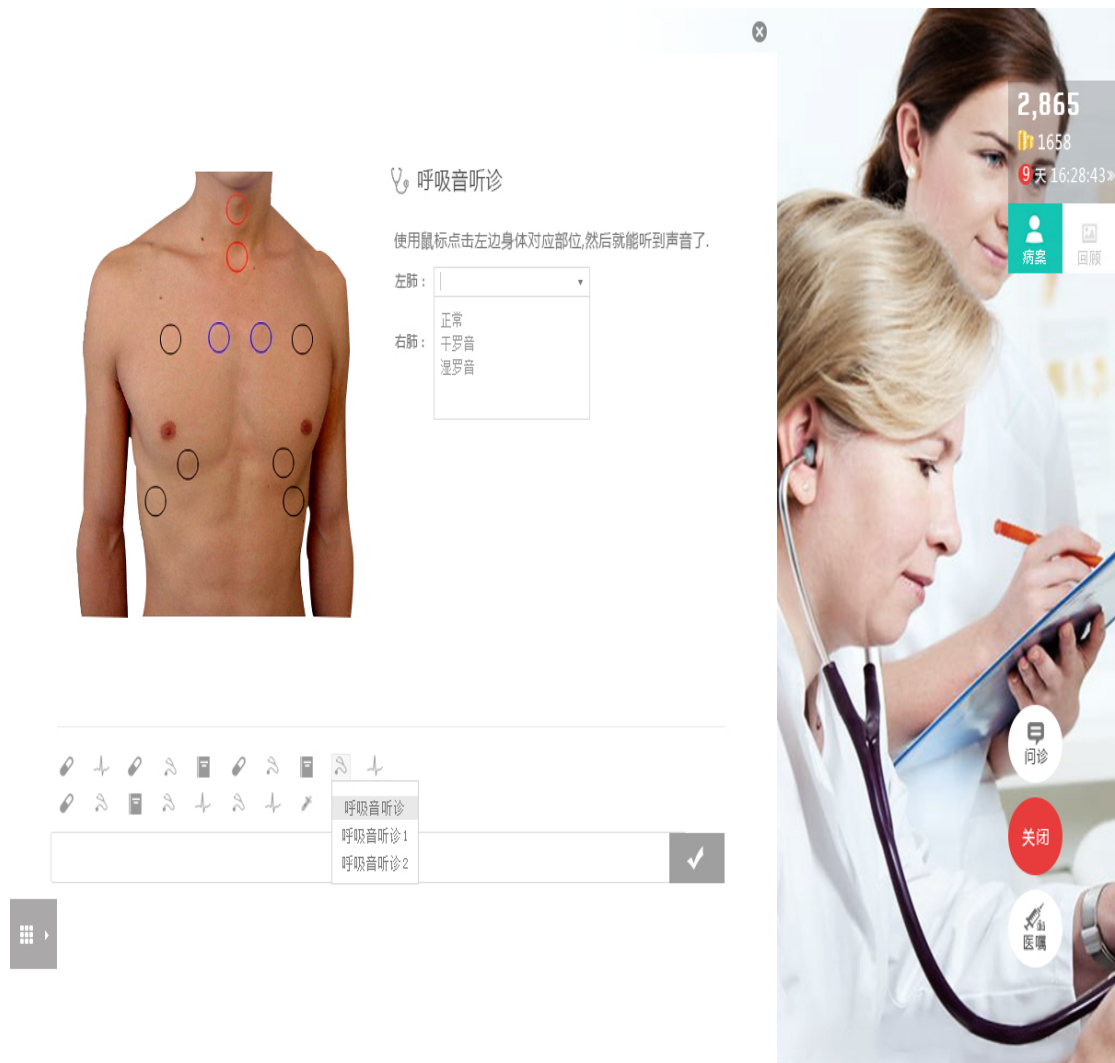 2,865
1658
9 天 16:28:43»
病案
回顾
呼吸音听诊
使用鼠标点击左边身体对应部位,然后就能听到声音了.
左肺：
正常
干罗音
湿罗音
右肺：
呼吸音听诊
呼吸音听诊1
呼吸音听诊2
问诊
关闭
医嘱